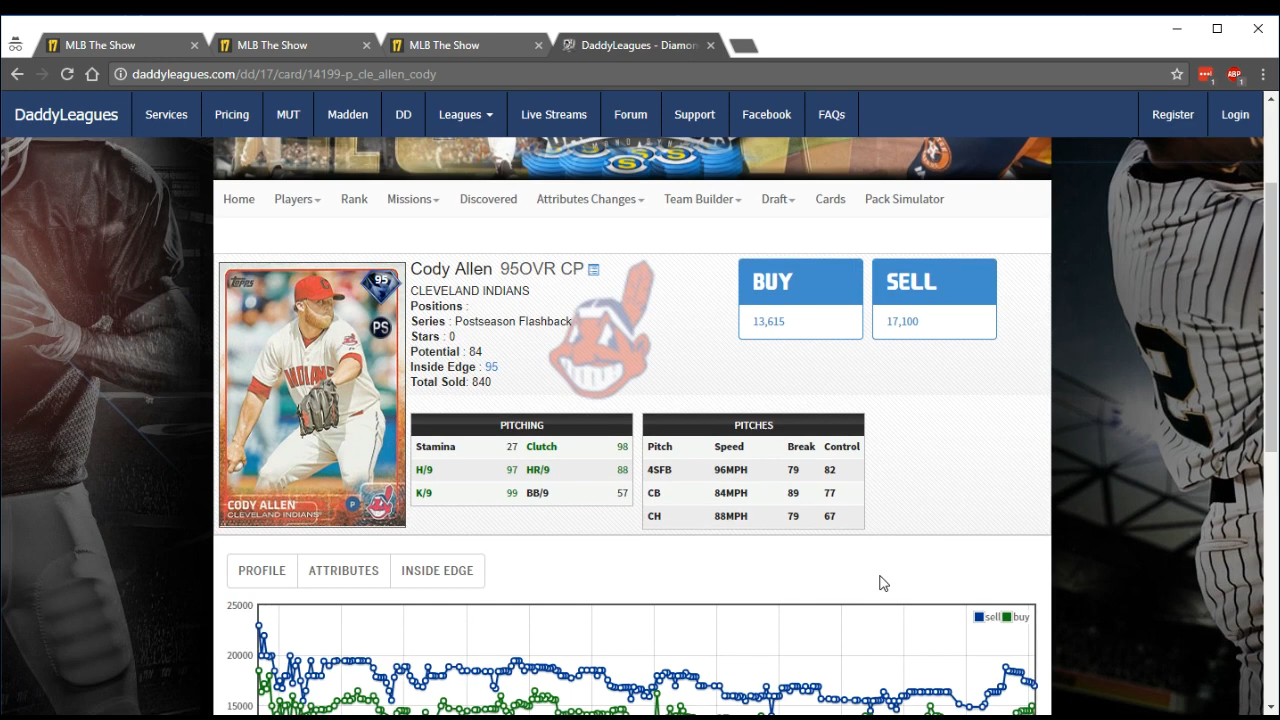 MLB The Show
MLB The Show
MLB The Show
DaddyLeagues - Diamon
daddyleagues.com/dd/17/card/14199-p_cle_allen_cody
ABP
1
1
DaddyLeagues Services Pricing MUT Madden DD Leagues Live Streams Forum Support Facebook FAQs Register Login
Home Players Rank Missions Discovered Attributes Changes Team Builder Draft Cards Pack Simulator
Topps
95
PS
INDIANS
CODY ALLEN
CLEVELAND INDIANS
P
Cody Allen 95OVR CP
CLEVELAND INDIANS
Positions :
Series : Postseason Flashback
Stars : 0
Potential : 84
Inside Edge : 95
Total Sold: 840
BUY
13,615
SELL
17,100
PITCHING
Stamina 27 Clutch 98
H/9 97 HR/9 88
K/9 99 BB/9 57
PITCHES
Pitch Speed Break Control
4SFB 96MPH 79 82
CB 84MPH 89 77
CH 88MPH 79 67
2
PROFILE ATTRIBUTES INSIDE EDGE
25000
sell buy
20000
15000